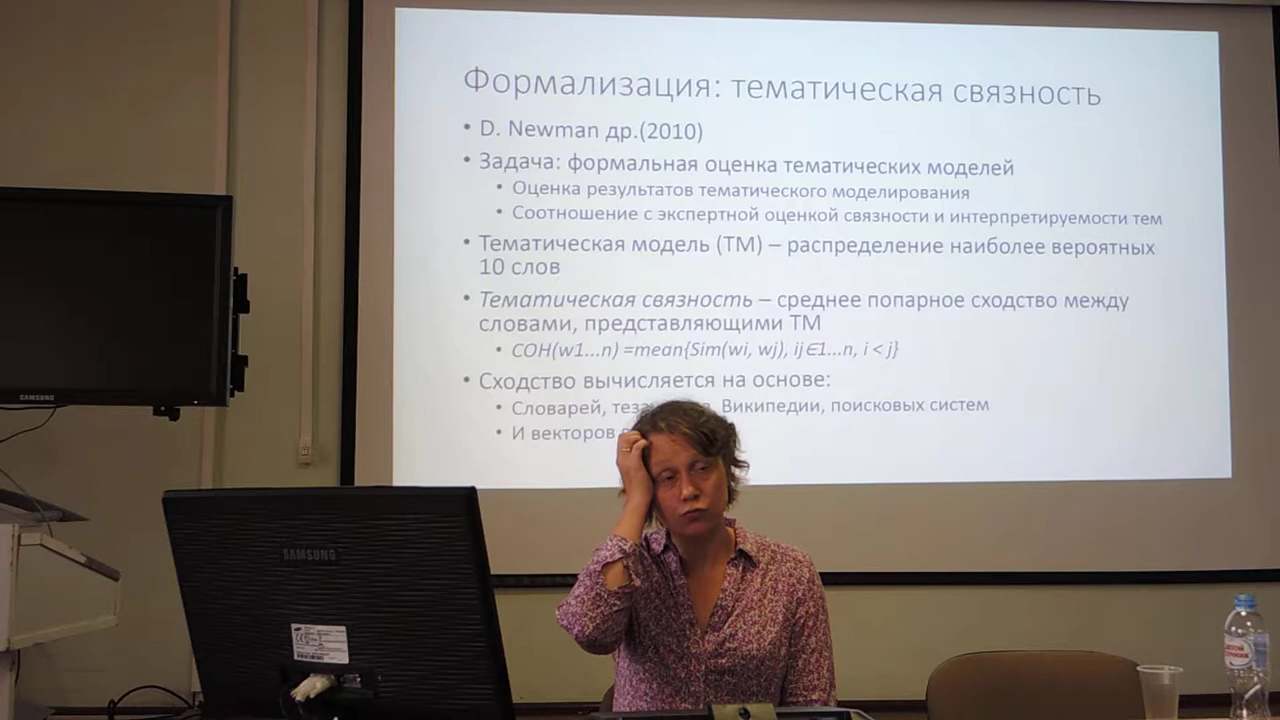 Формализация: тематическая связность
• D. Newman др.(2010)
• Задача: формальная оценка тематических моделей
• Оценка результатов тематического моделирования
• Соотношение с экспертной оценкой связности и интерпретируемости тем
• Тематическая модель (ТМ) – распределение наиболее вероятных
10 слов
• Тематическая связность – среднее попарное сходство между
словами, представляющими ТМ
• COH(w1...n) =mean{Sim(wi, wj), ij∈1...n, i < j}
• Сходство вычисляется на основе:
• Словарей, Википедии, поисковых систем
• И векторов
SAMSUNG
SAMSUNG